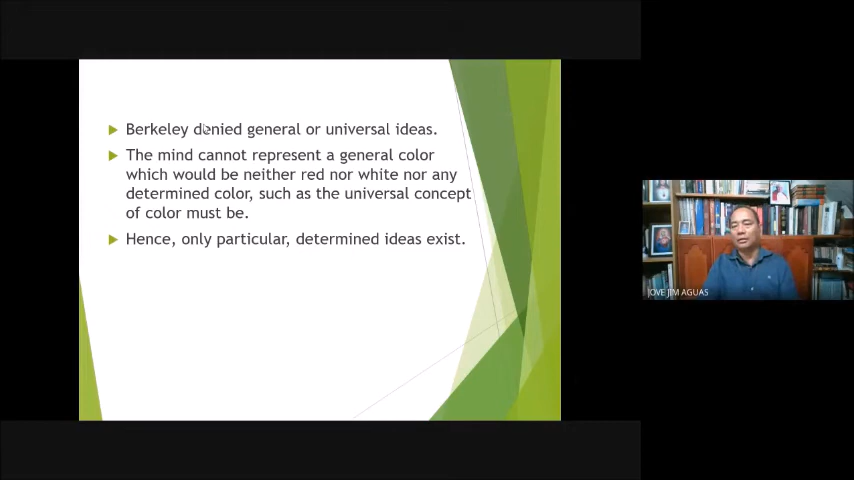 Berkeley denied general or universal ideas.
The mind cannot represent a general color
which would be neither red nor white nor any
determined color, such as the universal concept
of color must be.
Hence, only particular, determined ideas exist.
JOVE JIM AGUAS